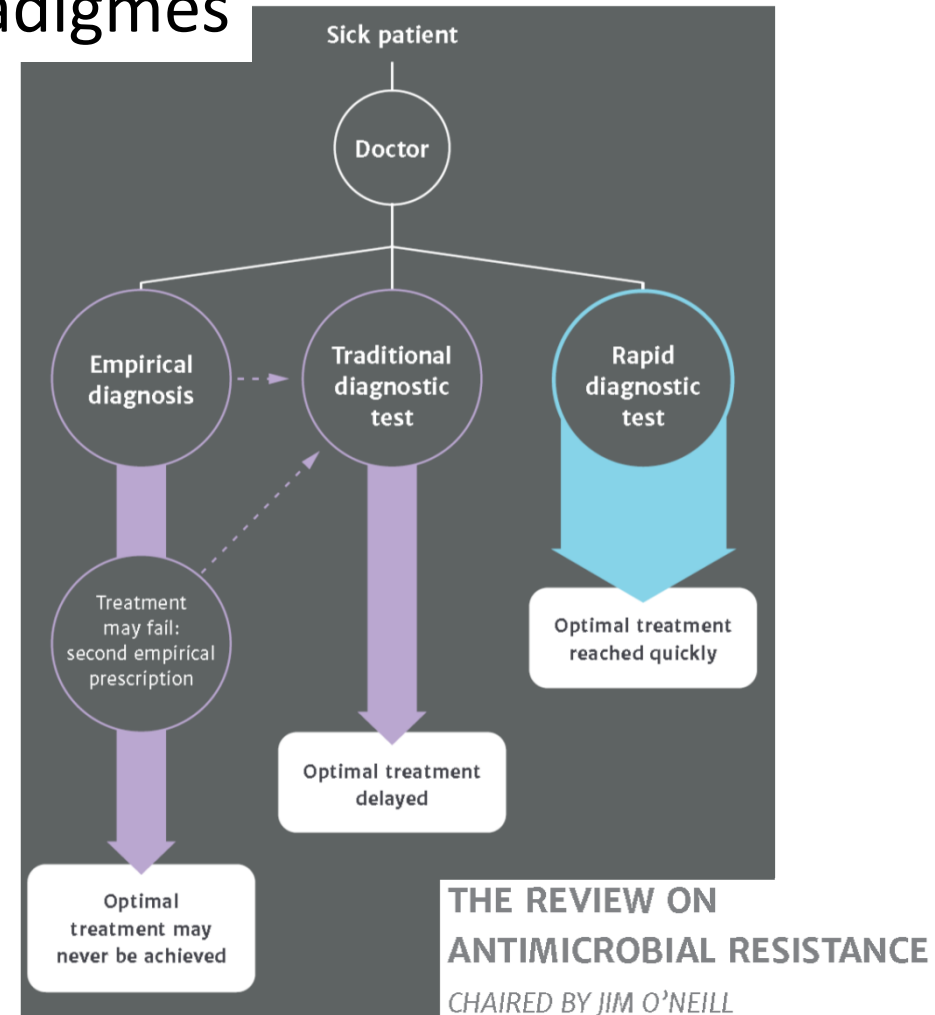 Sick patient
Doctor
Empirical
diagnosis
Traditional
diagnostic
test
Rapid
diagnostic
test
Treatment
may fail:
second empirical
prescription
Optimal treatment
reached quickly
Optimal treatment
delayed
Optimal
treatment may
never be achieved
THE REVIEW ON
ANTIMICROBIAL RESISTANCE
CHAIRED BY JIM O'NEILL